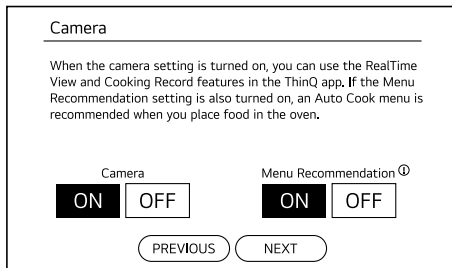 Camera
When the camera setting is turned on, you can use the RealTime
View and Cooking Record features in the ThinQ app. If the Menu
Recommendation setting is also turned on, an Auto Cook menu is
recommended when you place food in the oven.
Camera
Menu Recommendation ⓘ
ON OFF
ON OFF
PREVIOUS
NEXT